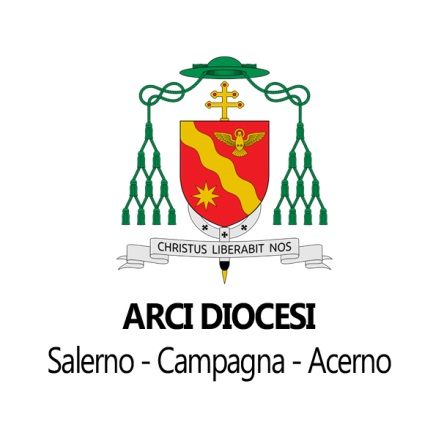 CHRISTUS LIBERABIT NOS
ARCI DIOCESI
Salerno - Campagna - Acerno